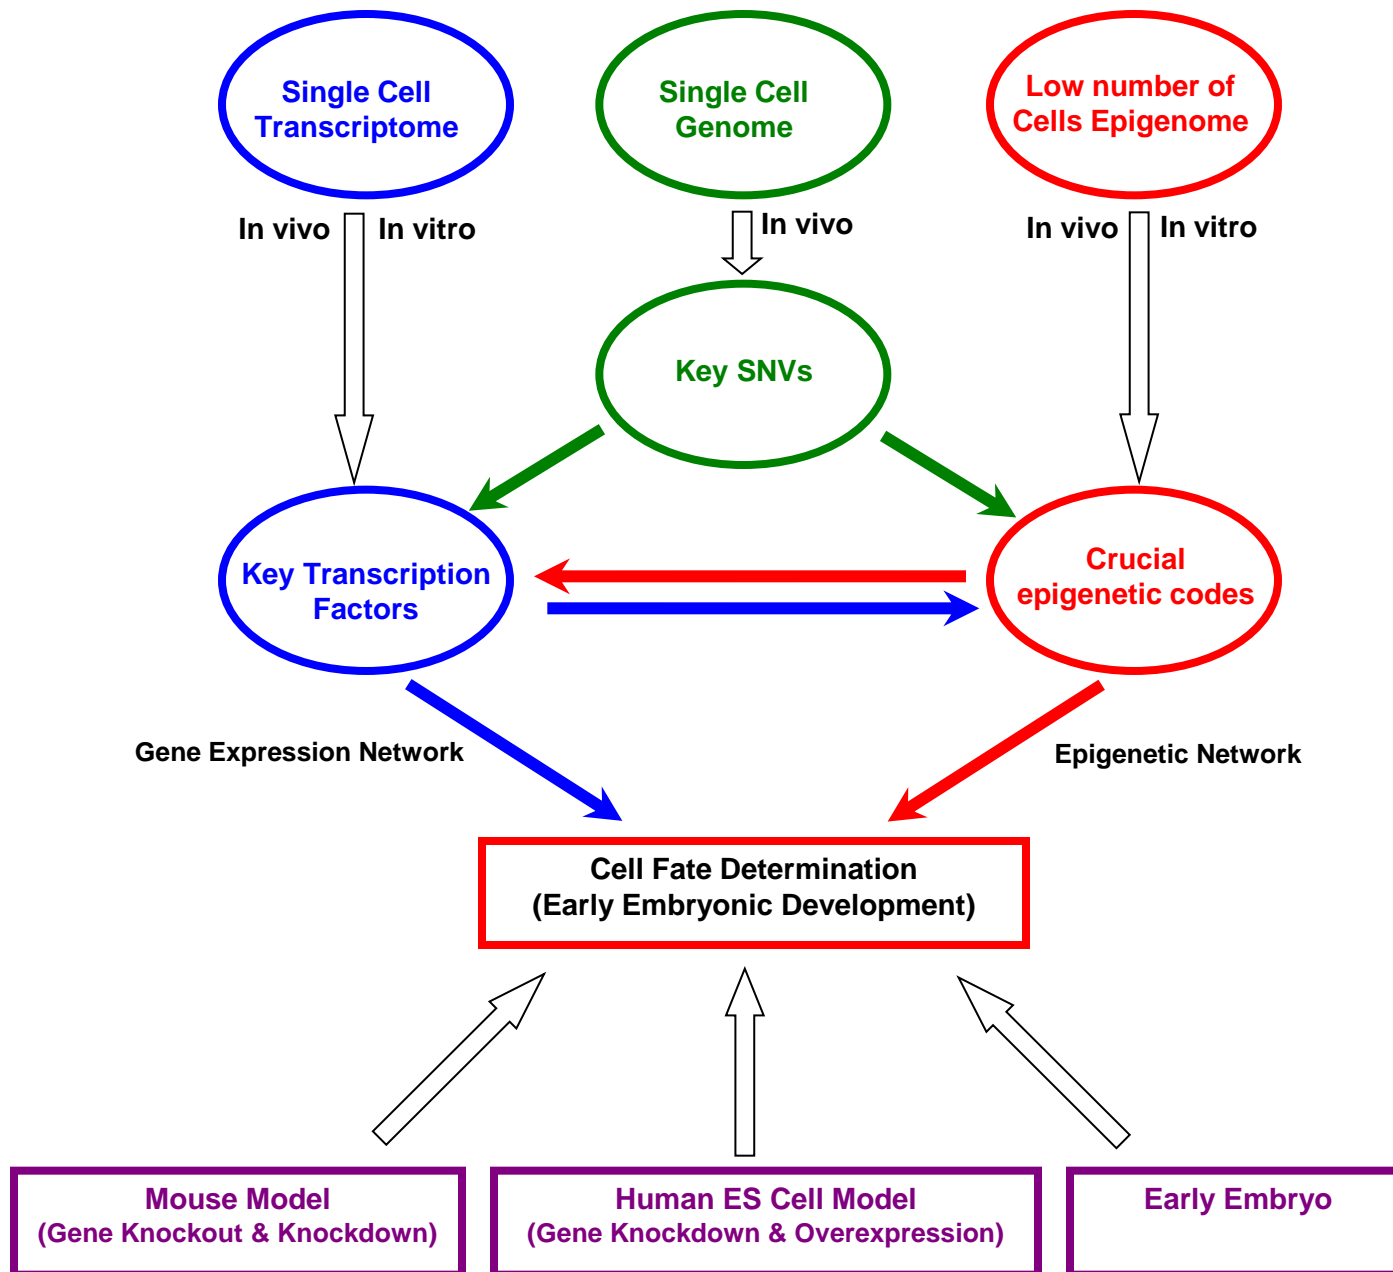 Single Cell
Transcriptome
Single Cell
Genome
Low number of
Cells Epigenome
In vivo
In vitro
In vivo
In vivo
In vitro
Key SNVs
Key Transcription
Factors
Crucial
epigenetic codes
Gene Expression Network
Epigenetic Network
Cell Fate Determination
(Early Embryonic Development)
Mouse Model
(Gene Knockout & Knockdown)
Human ES Cell Model
(Gene Knockdown & Overexpression)
Early Embryo